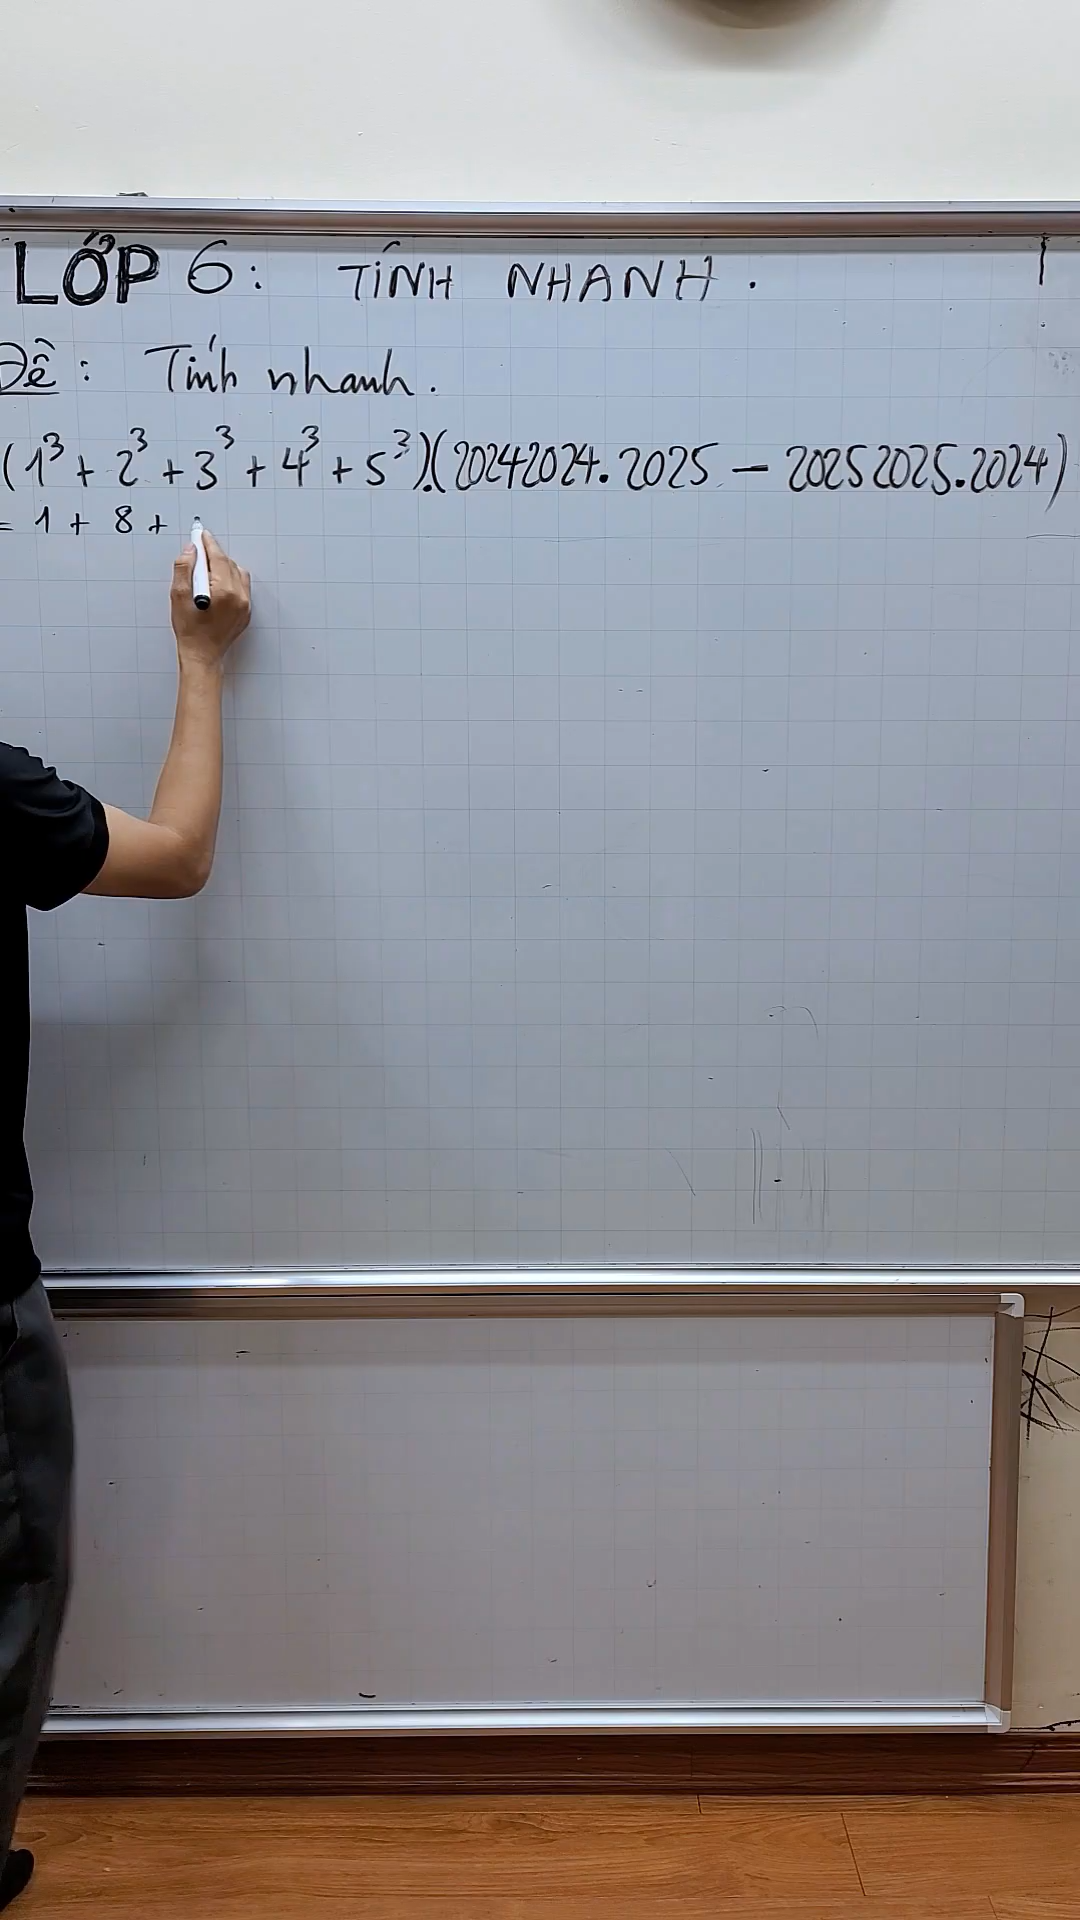 LỚP 6: TÍNH NHANH.
Đề: Tính nhanh.
(1³ + 2³ + 3³ + 4³ + 5³).(20242024.2025 - 20252025.2024)
= 1 + 8 +